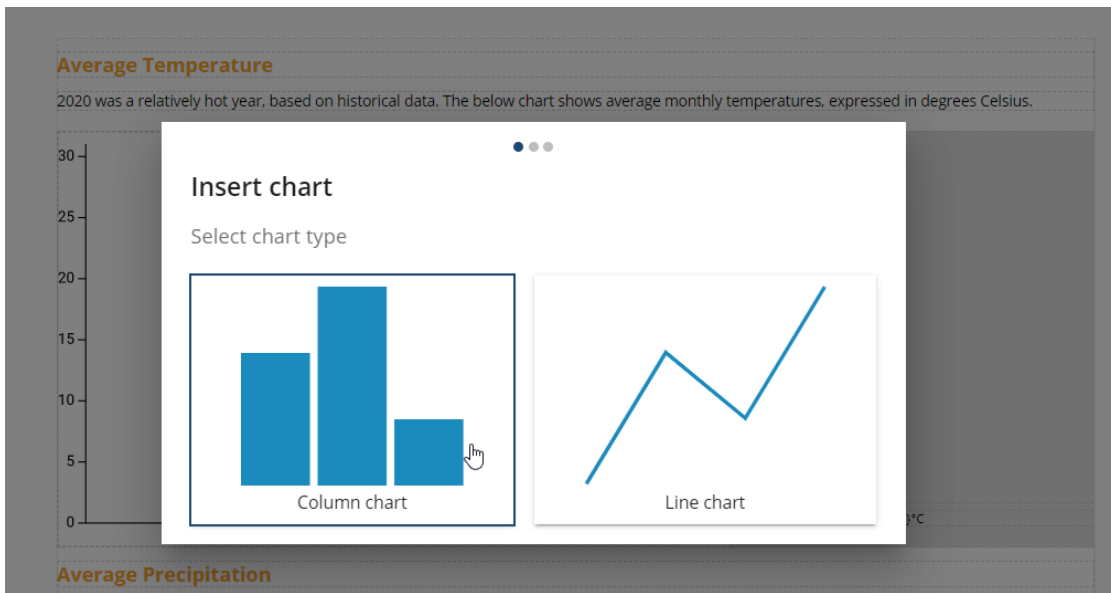 Average Temperature
2020 was a relatively hot year, based on historical data. The below chart shows average monthly temperatures, expressed in degrees Celsius.
30
Insert chart
25
Select chart type
20
15
10
5
Column chart
Line chart
0
}°C
Average Precipitation